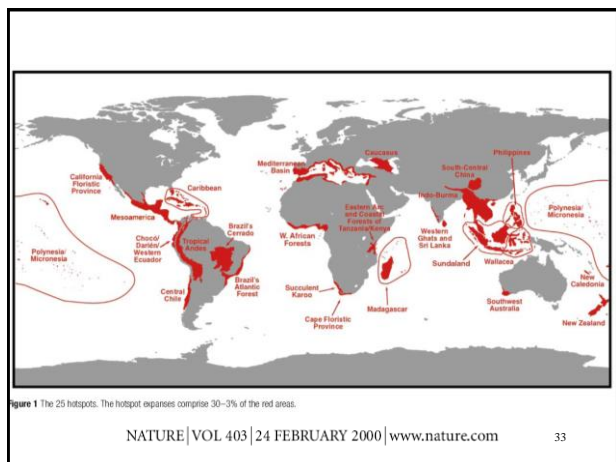 California
Floristic
Province
Caribbean
Mesoamerica
Polynesia/
Micronesia
Chocó/
Darién/
Western
Ecuador
Tropical
Andes
Brazil's
Cerrado
Brazil's
Atlantic
Forest
Central
Chile
Mediterranean
Basin
Caucasus
W. African
Forests
Eastern Arc
and Coastal
Forests of
Tanzania/Kenya
Succulent
Karoo
Cape Floristic
Province
Madagascar
South-Central
China
Indo-Burma
Philippines
Western
Ghats and
Sri Lanka
Sundaland
Wallacea
Polynesia/
Micronesia
New
Caledonia
Southwest
Australia
New Zealand
Figure 1 The 25 hotspots. The hotspot expanses comprise 30–3% of the red areas.
NATURE | VOL 403 | 24 FEBRUARY 2000 | www.nature.com
33